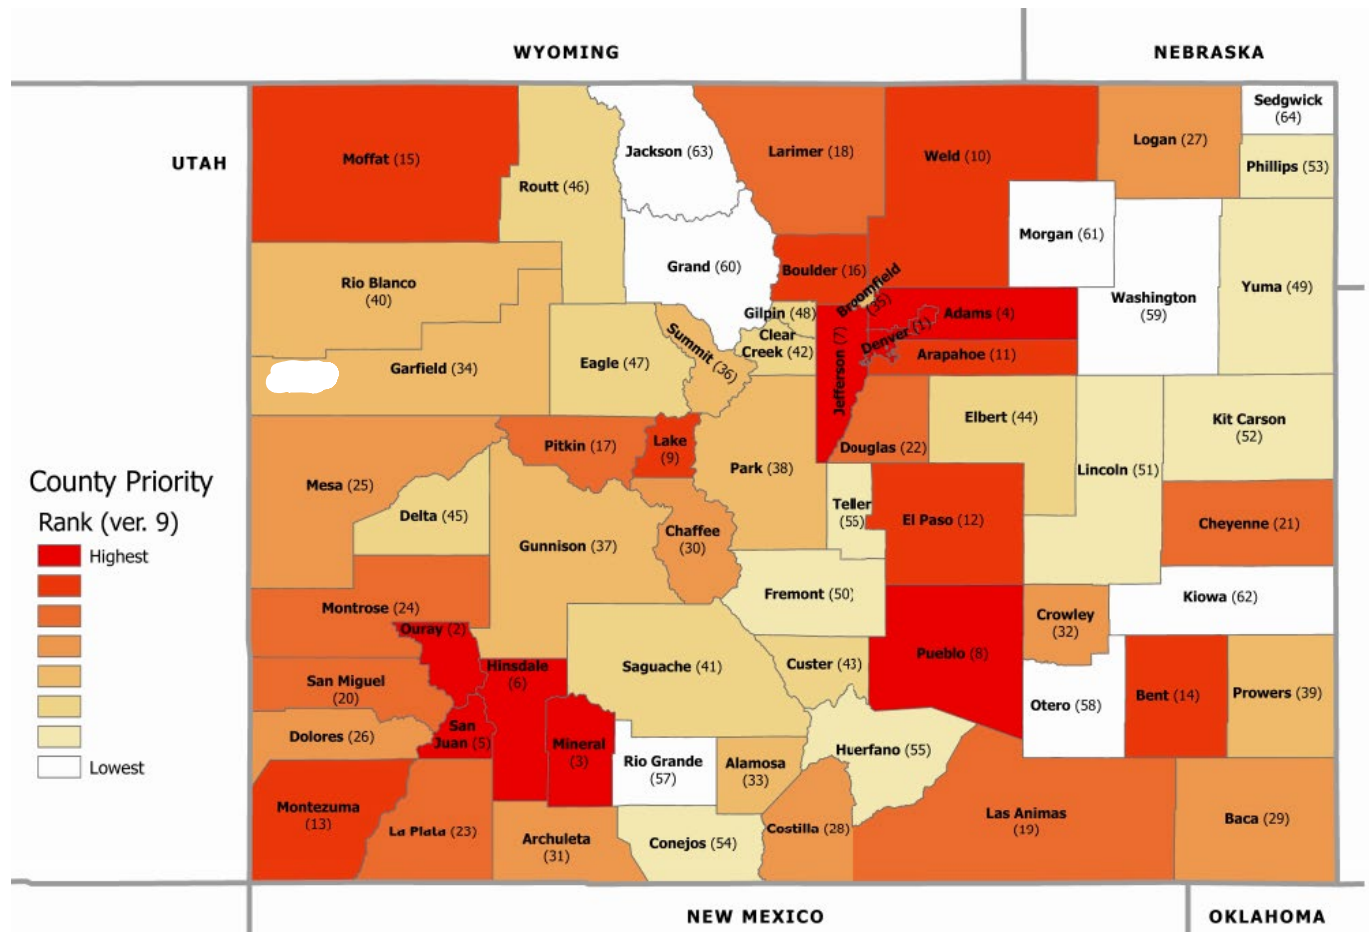 WYOMING
NEBRASKA
UTAH
Sedgwick
(64)
Jackson (63)
Larimer (18)
Weld (10)
Logan (27)
Moffat (15)
Phillips (53)
Routt (46)
Morgan (61)
Grand (60)
Boulder (16)
Broomfield
(35)
Rio Blanco
(40)
Yuma (49)
Washington
(59)
Gilpin (48)
Adams (4)
Clear
Creek (42)
Summit (36)
Denver (1)
Arapahoe (11)
Garfield (34)
Eagle (47)
Jefferson (7)
Elbert (44)
Kit Carson
(52)
Pitkin (17)
Lake
(9)
Douglas (22)
Park (38)
Lincoln (51)
County Priority
Rank (ver. 9)
Highest
Lowest
Mesa (25)
Delta (45)
Teller
(55)
El Paso (12)
Cheyenne (21)
Gunnison (37)
Chaffee
(30)
Fremont (50)
Kiowa (62)
Montrose (24)
Crowley
(32)
Ouray (2)
Hinsdale
(6)
Saguache (41)
Custer (43)
Pueblo (8)
San Miguel
(20)
Otero (58)
Bent (14)
Prowers (39)
Dolores (26)
San
Juan (5)
Mineral
(3)
Rio Grande
(57)
Alamosa
(33)
Huerfano (55)
Montezuma
(13)
La Plata (23)
Archuleta
(31)
Conejos (54)
Costilla (28)
Las Animas
(19)
Baca (29)
NEW MEXICO
OKLAHOMA